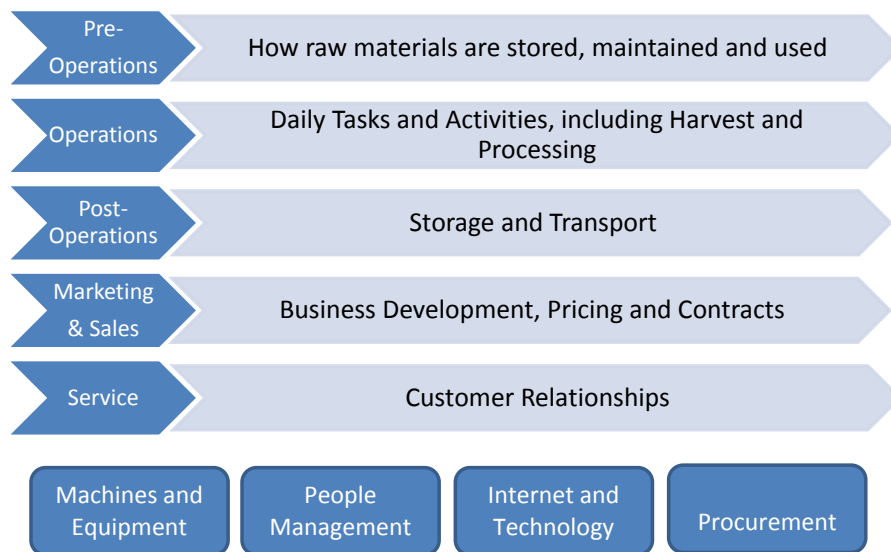 Pre-
Operations
How raw materials are stored, maintained and used
Operations
Daily Tasks and Activities, including Harvest and
Processing
Post-
Operations
Storage and Transport
Marketing
& Sales
Business Development, Pricing and Contracts
Service
Customer Relationships
Machines and
Equipment
People
Management
Internet and
Technology
Procurement